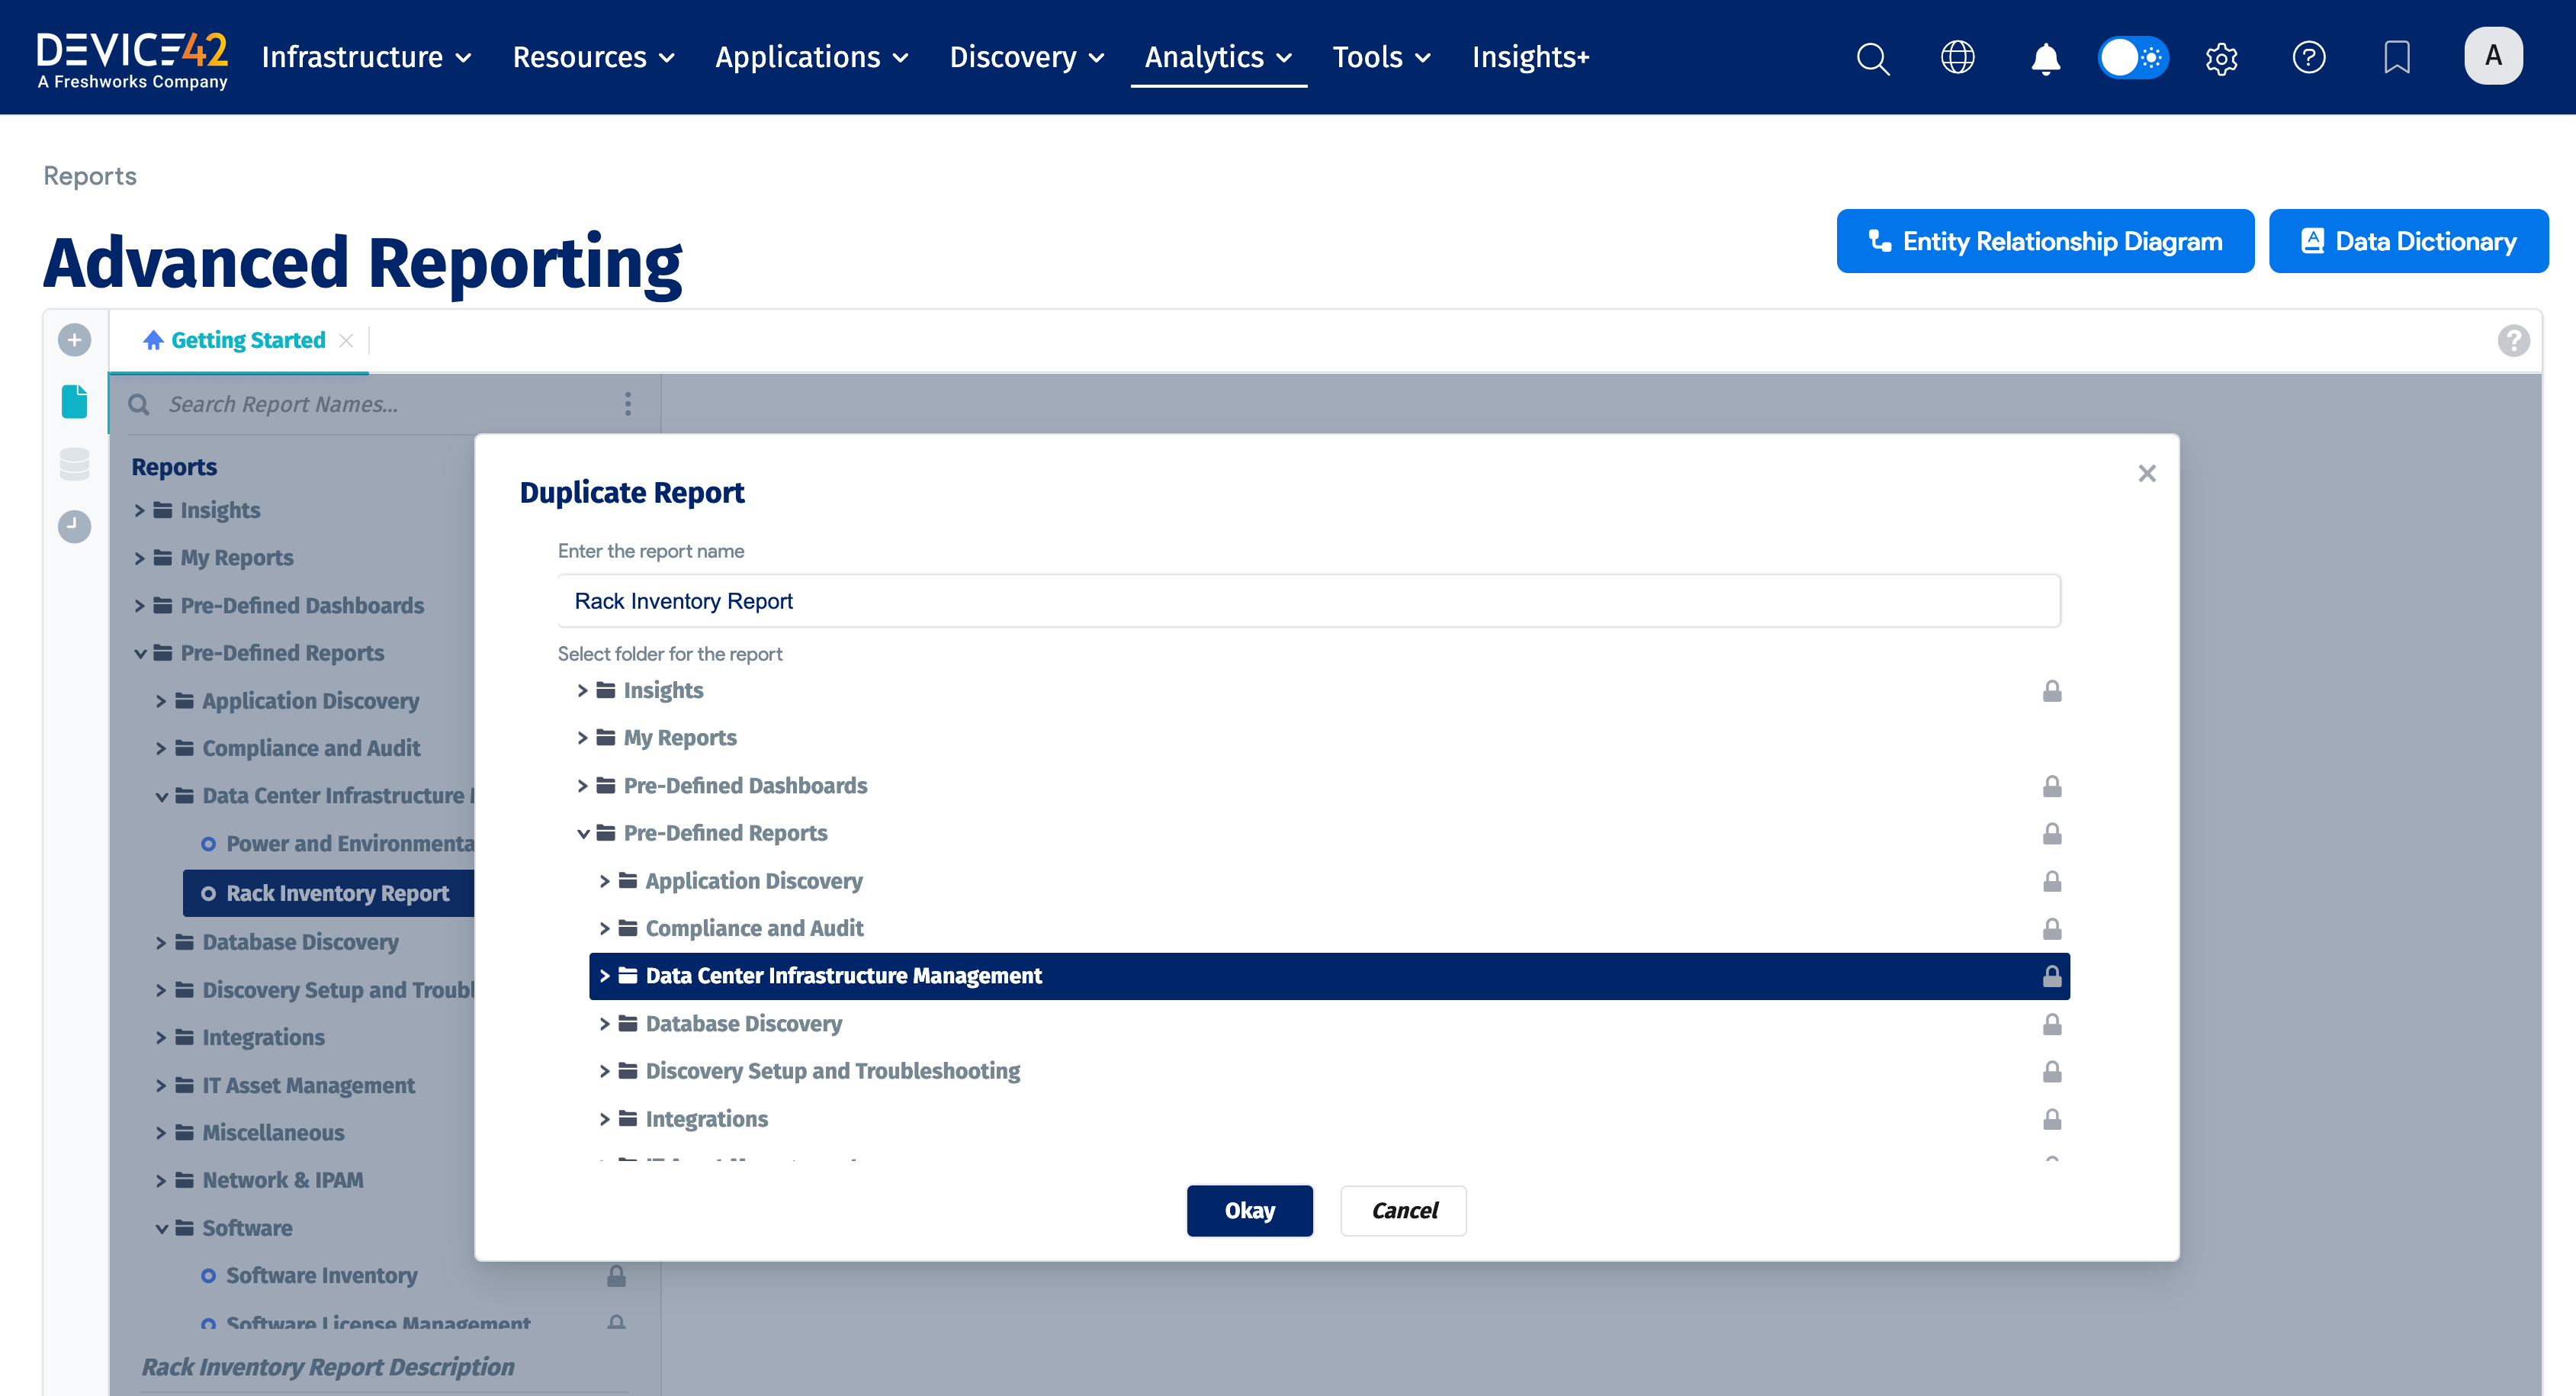 DEVICE42
A Freshworks Company
Infrastructure
Resources
Applications
Discovery
Analytics
Tools
Insights+
A
Reports
Advanced Reporting
Entity Relationship Diagram
Data Dictionary
Getting Started
Search Report Names...
Reports
Insights
My Reports
Pre-Defined Dashboards
Pre-Defined Reports
Application Discovery
Compliance and Audit
Data Center Infrastructure
Power and Environmenta
Rack Inventory Report
Database Discovery
Discovery Setup and Troubl
Integrations
IT Asset Management
Miscellaneous
Network & IPAM
Software
Software Inventory
Software License Management
Rack Inventory Report Description
Duplicate Report
Enter the report name
Rack Inventory Report
Select folder for the report
Insights
My Reports
Pre-Defined Dashboards
Pre-Defined Reports
Application Discovery
Compliance and Audit
Data Center Infrastructure Management
Database Discovery
Discovery Setup and Troubleshooting
Integrations
Okay
Cancel